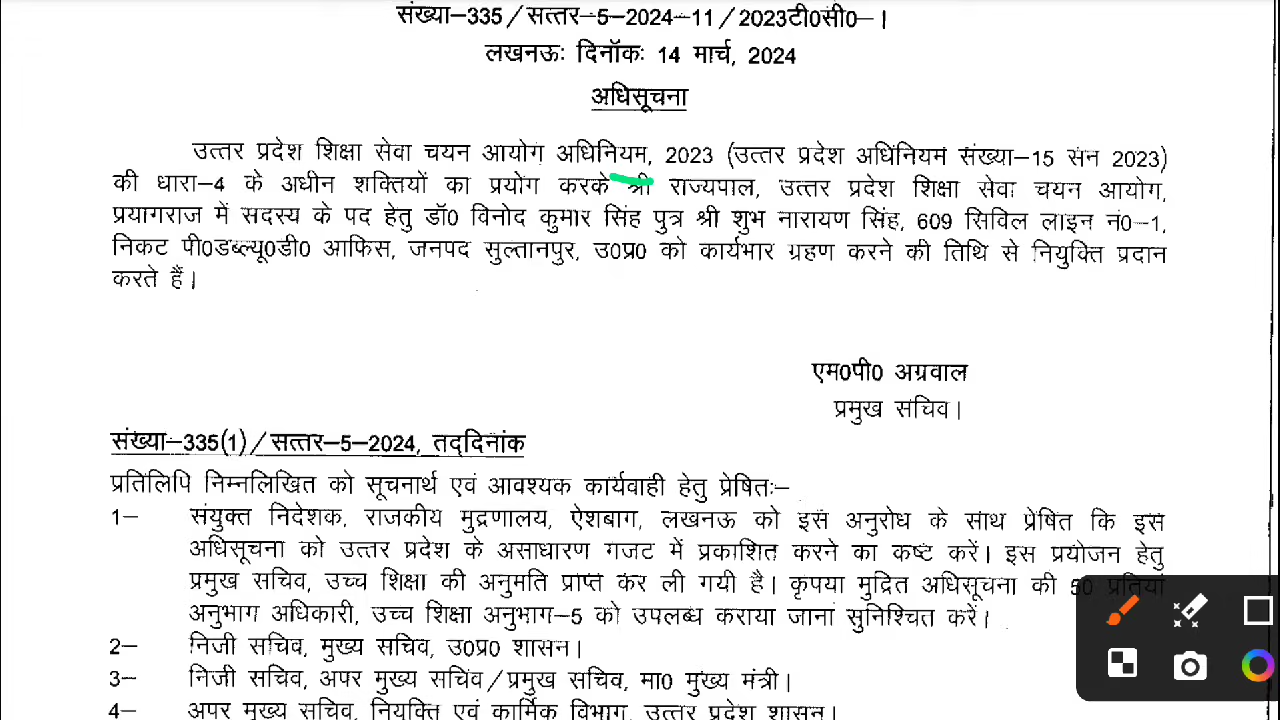 संख्या–335/सत्तर–5–2024–11/2023टी0सी0–।
लखनऊः दिनॉकः 14 मार्च, 2024
अधिसूचना
उत्तर प्रदेश शिक्षा सेवा चयन आयोग अधिनियम, 2023 (उत्तर प्रदेश अधिनियम संख्या–15 सन 2023)
की धारा–4 के अधीन शक्तियों का प्रयोग करके श्री राज्यपाल, उत्तर प्रदेश शिक्षा सेवा चयन आयोग,
प्रयागराज में सदस्य के पद हेतु डॉ0 विनोद कुमार सिंह पुत्र श्री शुभ नारायण सिंह, 609 सिविल लाइन नं0–1,
निकट पी0डब्ल्यू0डी0 आफिस, जनपद सुल्तानपुर, उ0प्र0 को कार्यभार ग्रहण करने की तिथि से नियुक्ति प्रदान
करते हैं।
एम0पी0 अग्रवाल
प्रमुख सचिव।
संख्या–335(1)/सत्तर–5–2024, तद्दिनांक
प्रतिलिपि निम्नलिखित को सूचनार्थ एवं आवश्यक कार्यवाही हेतु प्रेषितः–
1– संयुक्त निदेशक, राजकीय मुद्रणालय, ऐशबाग, लखनऊ को इस अनुरोध के साथ प्रेषित कि इस
अधिसूचना को उत्तर प्रदेश के असाधारण गजट में प्रकाशित करने का कष्ट करें। इस प्रयोजन हेतु
प्रमुख सचिव, उच्च शिक्षा की अनुमति प्राप्त कर ली गयी है। कृपया मुद्रित अधिसूचना की 50 प्रतियां
अनुभाग अधिकारी, उच्च शिक्षा अनुभाग–5 को उपलब्ध कराया जाना सुनिश्चित करें।
2– निजी सचिव, मुख्य सचिव, उ0प्र0 शासन।
3– निजी सचिव, अपर मुख्य सचिव/प्रमुख सचिव, मा0 मुख्य मंत्री।
4– अपर मुख्य सचिव, नियुक्ति एवं कार्मिक विभाग, उत्तर प्रदेश शासन।